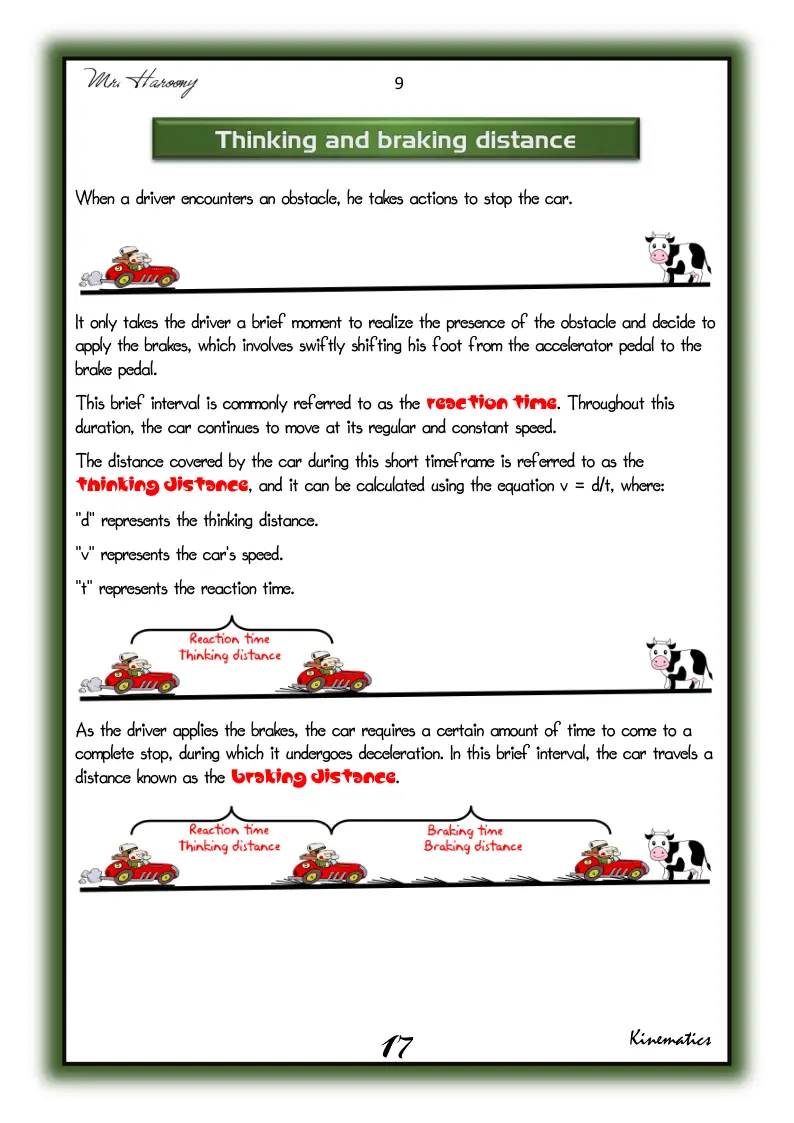 Mr. Haroony
9
Thinking and braking distance
When a driver encounters an obstacle, he takes actions to stop the car.
It only takes the driver a brief moment to realize the presence of the obstacle and decide to
apply the brakes, which involves swiftly shifting his foot from the accelerator pedal to the
brake pedal.
This brief interval is commonly referred to as the reaction time. Throughout this
duration, the car continues to move at its regular and constant speed.
The distance covered by the car during this short timeframe is referred to as the
thinking distance, and it can be calculated using the equation v = d/t, where:
"d" represents the thinking distance.
"v" represents the car's speed.
"t" represents the reaction time.
Reaction time
Thinking distance
As the driver applies the brakes, the car requires a certain amount of time to come to a
complete stop, during which it undergoes deceleration. In this brief interval, the car travels a
distance known as the braking distance.
Reaction time
Thinking distance
Braking time
Braking distance
17
Kinematics